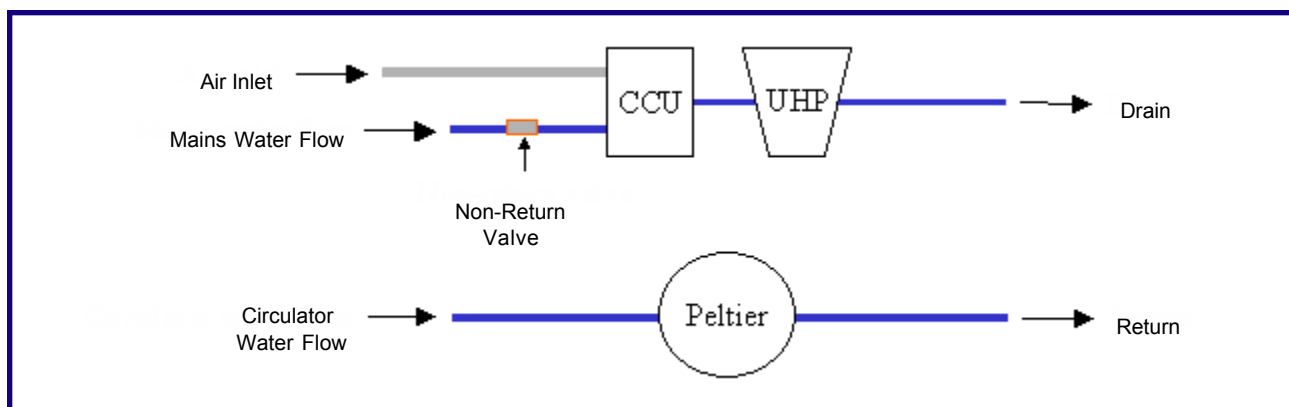 Air Inlet
CCU
UHP
Drain
Mains Water Flow
Non-Return
Valve
Circulator
Water Flow
Peltier
Return